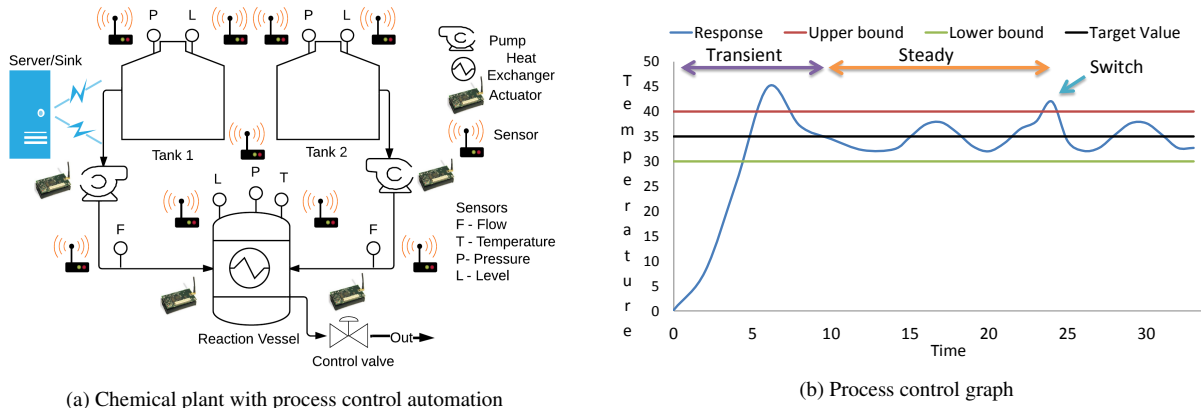 P L P L
Pump
Heat
Exchanger
Actuator
Sensor
Server/Sink
Tank 1
Tank 2
L P T
F
F
Sensors
F - Flow
T - Temperature
P- Pressure
L - Level
Reaction Vessel
Control valve
Out
(a) Chemical plant with process control automation
Response Upper bound Lower bound Target Value
Transient
Steady
Switch
Temperature
50
45
40
35
30
25
20
15
10
5
0
0 5 10 15 20 25 30
Time
(b) Process control graph